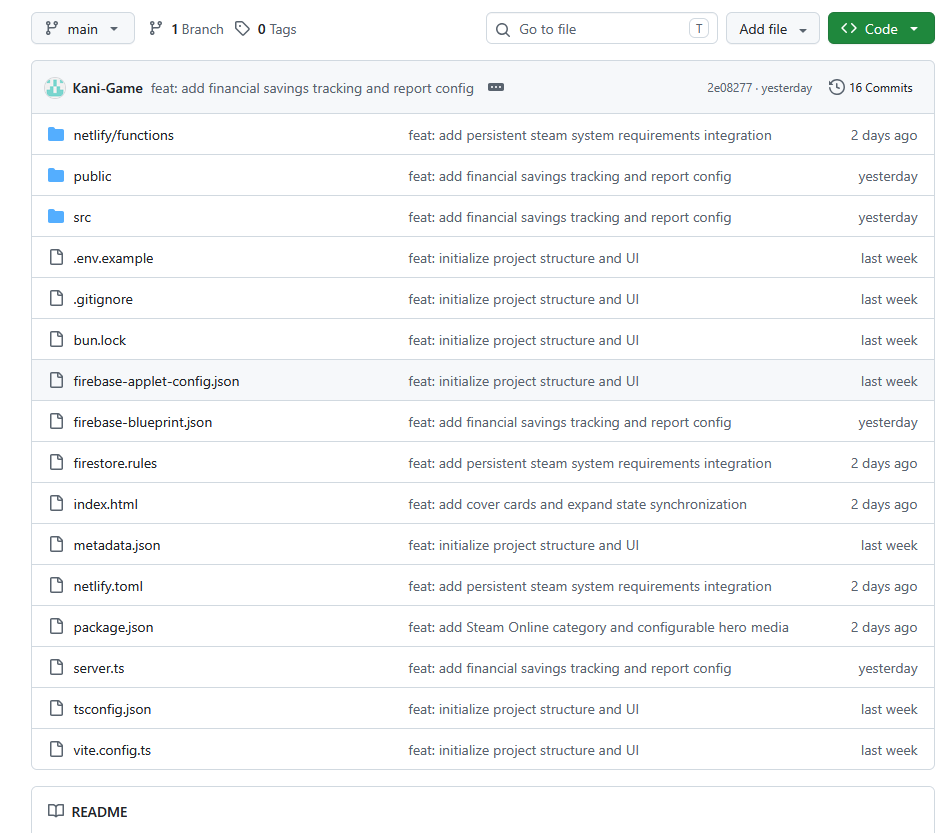 main 1 Branch 0 Tags Go to file T Add file Code
Kani-Game feat: add financial savings tracking and report config 2e08277 · yesterday 16 Commits
netlify/functions feat: add persistent steam system requirements integration 2 days ago
public feat: add financial savings tracking and report config yesterday
src feat: add financial savings tracking and report config yesterday
.env.example feat: initialize project structure and UI last week
.gitignore feat: initialize project structure and UI last week
bun.lock feat: initialize project structure and UI last week
firebase-applet-config.json feat: initialize project structure and UI last week
firebase-blueprint.json feat: add financial savings tracking and report config yesterday
firestore.rules feat: add persistent steam system requirements integration 2 days ago
index.html feat: add cover cards and expand state synchronization 2 days ago
metadata.json feat: initialize project structure and UI last week
netlify.toml feat: add persistent steam system requirements integration 2 days ago
package.json feat: add Steam Online category and configurable hero media 2 days ago
server.ts feat: add financial savings tracking and report config yesterday
tsconfig.json feat: initialize project structure and UI last week
vite.config.ts feat: initialize project structure and UI last week
README